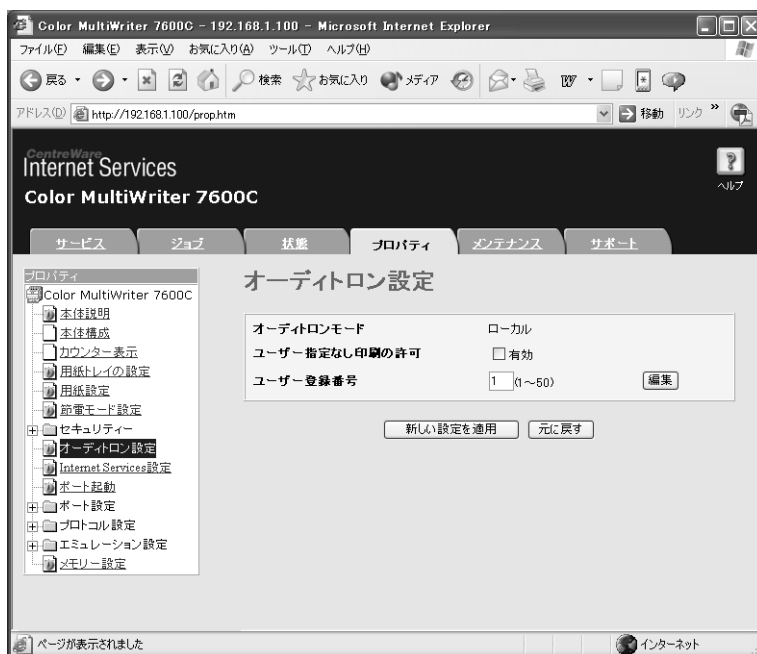 Color MultiWriter 7600C - 192.168.1.100 - Microsoft Internet Explorer
ファイル(F) 編集(E) 表示(V) お気に入り(A) ツール(T) ヘルプ(H)
戻る 検索 お気に入り メディア
アドレス(D) http://192.168.1.100/prop.htm 移動 リンク »
CentreWare
Internet Services
Color MultiWriter 7600C
ヘルプ
サービス ジョブ 状態 プロパティ メンテナンス サポート
プロパティ
Color MultiWriter 7600C
本体説明
本体構成
カウンター表示
用紙トレイの設定
用紙設定
節電モード設定
セキュリティー
オーディトロン設定
Internet Services設定
ポート起動
ポート設定
プロトコル設定
エミュレーション設定
メモリー設定
オーディトロン設定
オーディトロンモード ローカル
ユーザー指定なし印刷の許可 有効
ユーザー登録番号 1 (1～50) 編集
新しい設定を適用 元に戻す
ページが表示されました インターネット